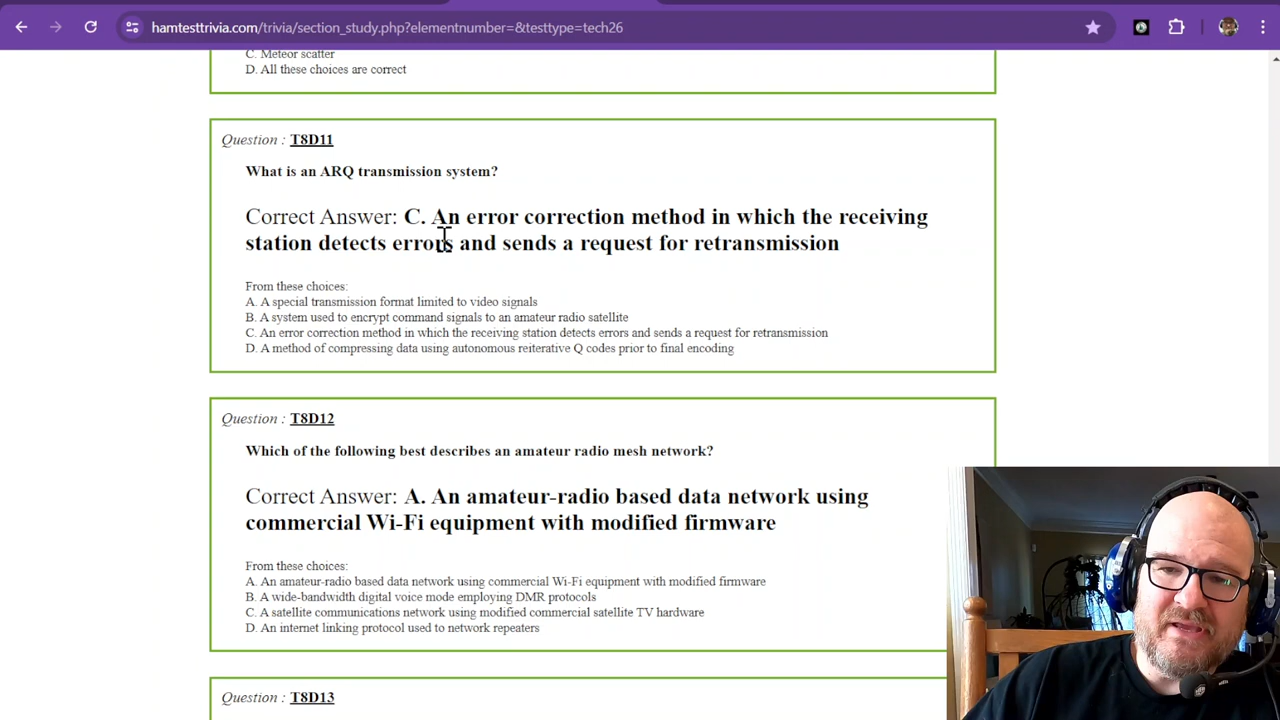 hamtesttrivia.com/trivia/section_study.php?elementnumber=&testtype=tech26
C. Meteor scatter
D. All these choices are correct
Question : T8D11
What is an ARQ transmission system?
Correct Answer: C. An error correction method in which the receiving
station detects errors and sends a request for retransmission
From these choices:
A. A special transmission format limited to video signals
B. A system used to encrypt command signals to an amateur radio satellite
C. An error correction method in which the receiving station detects errors and sends a request for retransmission
D. A method of compressing data using autonomous reiterative Q codes prior to final encoding
Question : T8D12
Which of the following best describes an amateur radio mesh network?
Correct Answer: A. An amateur-radio based data network using
commercial Wi-Fi equipment with modified firmware
From these choices:
A. An amateur-radio based data network using commercial Wi-Fi equipment with modified firmware
B. A wide-bandwidth digital voice mode employing DMR protocols
C. A satellite communications network using modified commercial satellite TV hardware
D. An internet linking protocol used to network repeaters
Question : T8D13